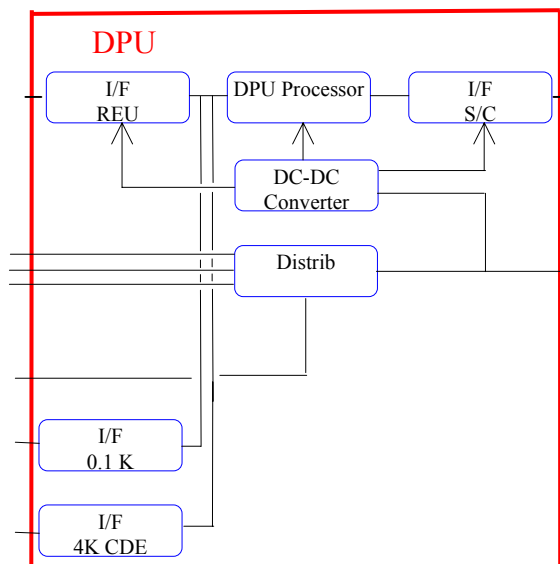 DPU
I/F
REU
DPU Processor
I/F
S/C
DC-DC
Converter
Distrib
I/F
0.1 K
I/F
4K CDE